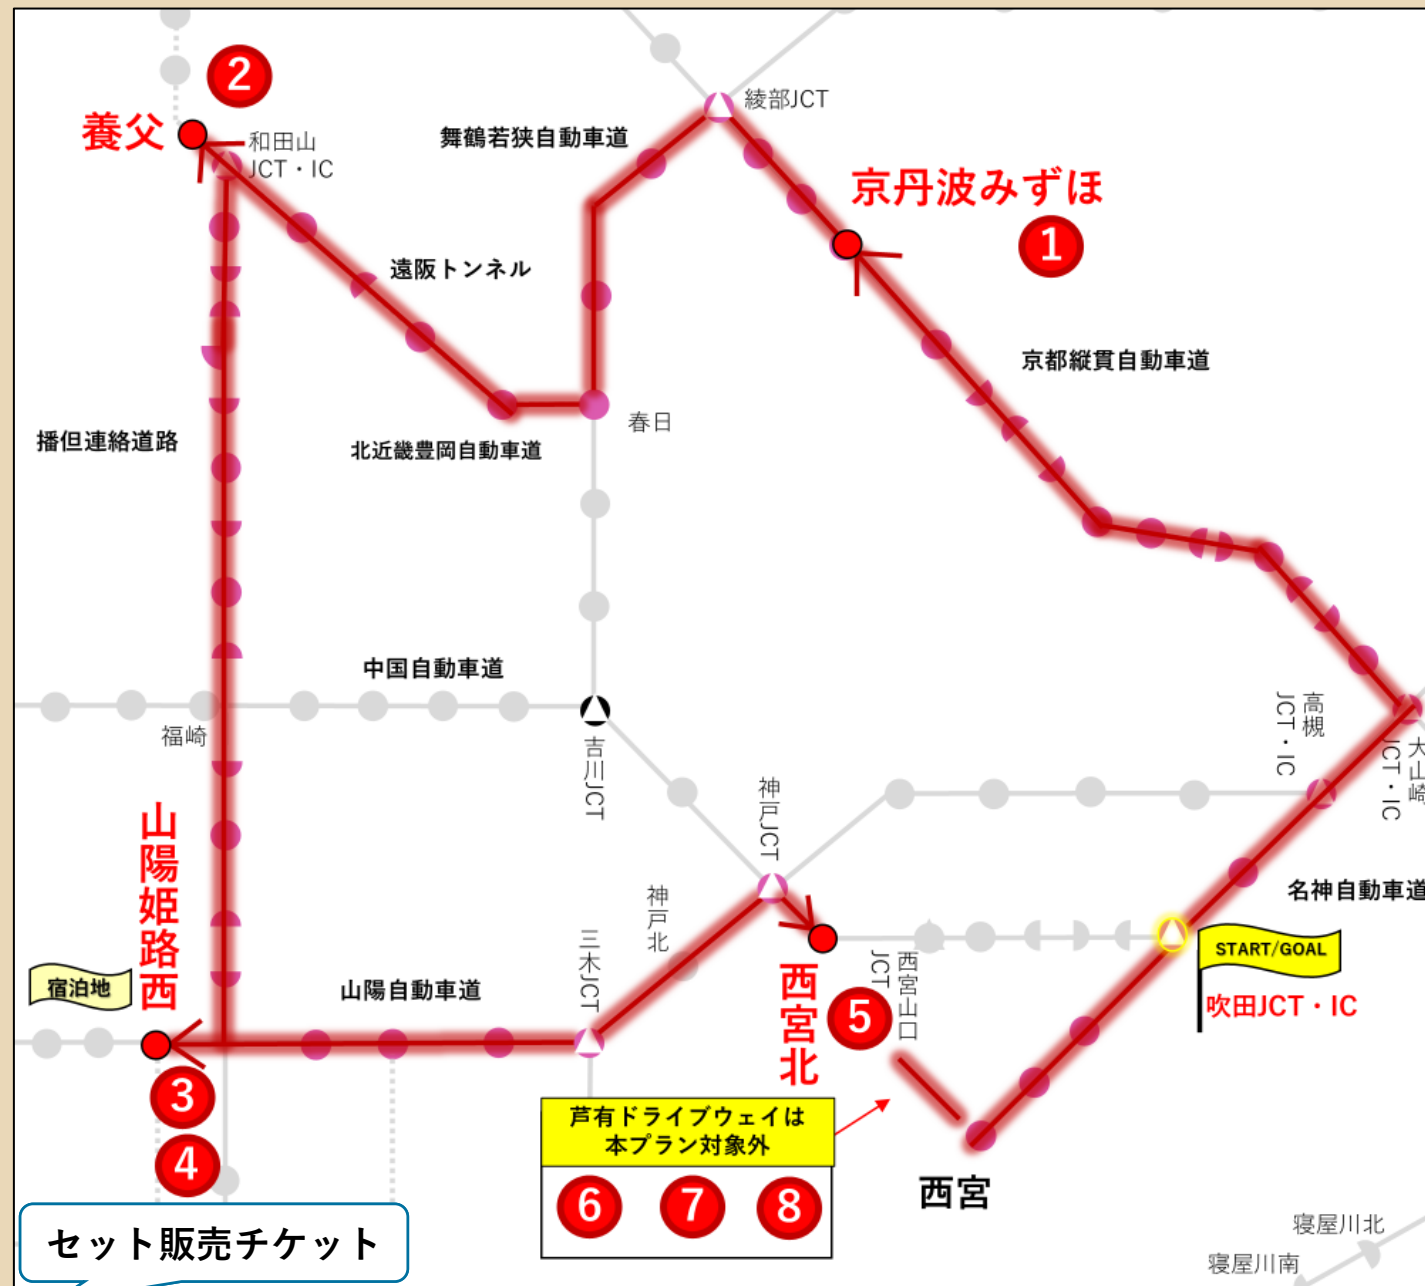 2
養父
和田山
JCT・IC
舞鶴若狭自動車道
綾部JCT
京丹波みずほ
1
遠阪トンネル
京都縦貫自動車道
播但連絡道路
北近畿豊岡自動車道
春日
中国自動車道
福崎
吉川JCT
神戸JCT
高槻
JCT・IC
大山崎
JCT・IC
名神自動車道
START/GOAL
吹田JCT・IC
山陽姫路西
宿泊地
山陽自動車道
三木JCT
神戸北
西宮北
西宮山口
JCT
5
3
4
芦有ドライブウェイは
本プラン対象外
6 7 8
西宮
セット販売チケット
寝屋川北
寝屋川南